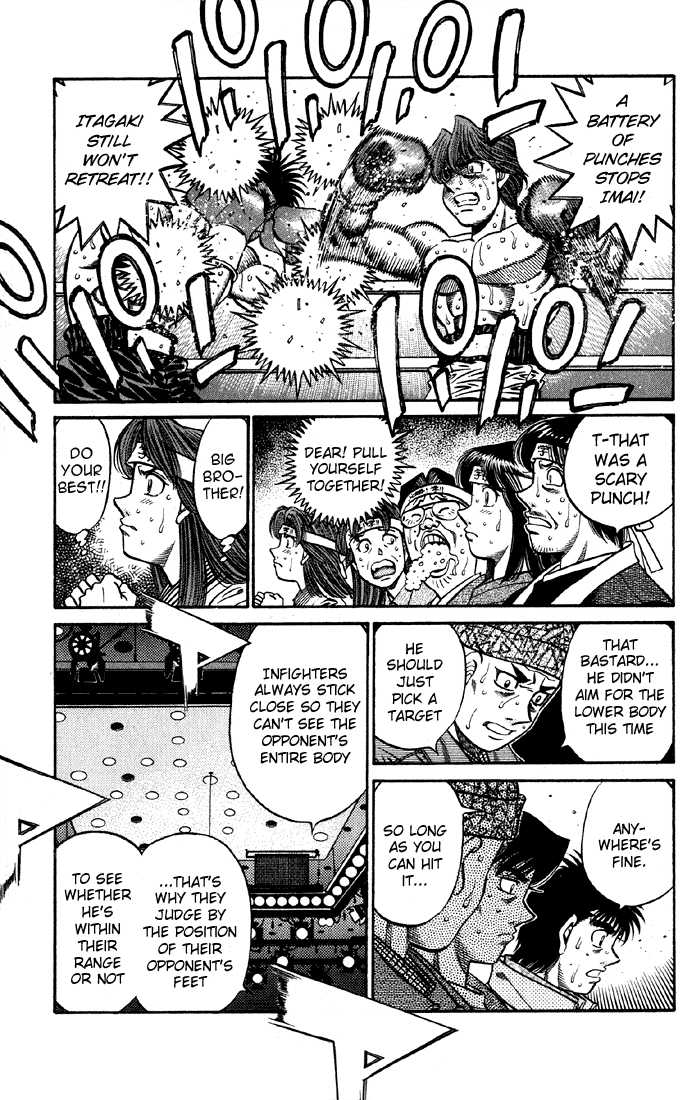 A
BATTERY
OF
PUNCHES
STOPS
IMAI!
ITAGAKI
STILL
WON'T
RETREAT!!
T-THAT
WAS A
SCARY
PUNCH!
DEAR! PULL
YOURSELF
TOGETHER!
BIG
BRO-
THER!
DO
YOUR
BEST!!
THAT
BASTARD...
HE DIDN'T
AIM FOR THE
LOWER BODY
THIS TIME
HE
SHOULD
JUST
PICK A
TARGET
ANY-
WHERE'S
FINE.
SO LONG
AS YOU
CAN HIT
IT...
INFIGHTERS
ALWAYS STICK
CLOSE SO THEY
CAN'T SEE THE
OPPONENT'S
ENTIRE BODY
...THAT'S
WHY THEY
JUDGE BY
THE POSITION
OF THEIR
OPPONENT'S
FEET
TO SEE
WHETHER
HE'S
WITHIN
THEIR
RANGE
OR NOT